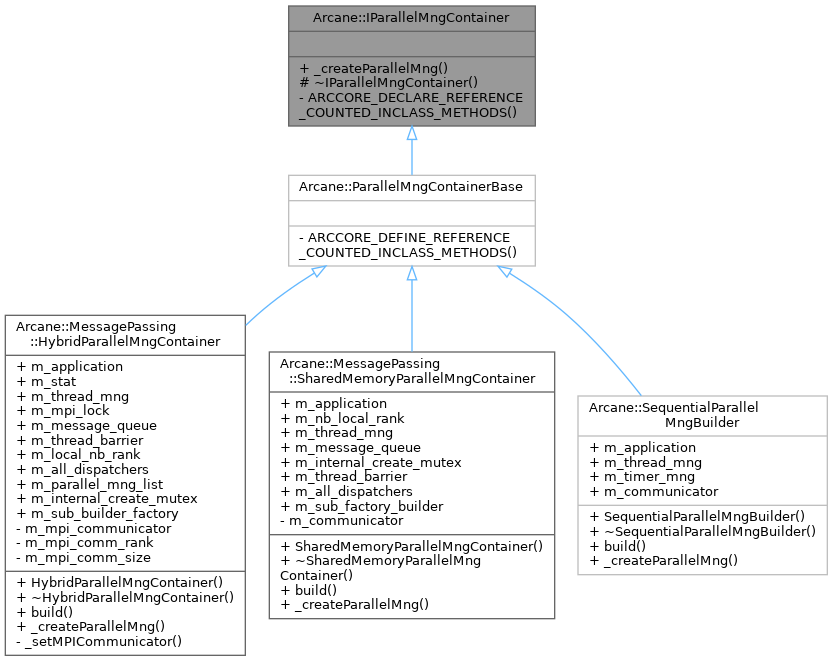 Arcane::IParallelMngContainer
+ _createParallelMng()
# ~IParallelMngContainer()
- ARCCORE_DECLARE_REFERENCE
_COUNTED_INCLASS_METHODS()
Arcane::ParallelMngContainerBase
- ARCCORE_DEFINE_REFERENCE
_COUNTED_INCLASS_METHODS()
Arcane::MessagePassing
::HybridParallelMngContainer
+ m_application
+ m_stat
+ m_thread_mng
+ m_mpi_lock
+ m_message_queue
+ m_thread_barrier
+ m_local_nb_rank
+ m_all_dispatchers
+ m_parallel_mng_list
+ m_internal_create_mutex
+ m_sub_builder_factory
- m_mpi_communicator
- m_mpi_comm_rank
- m_mpi_comm_size
+ HybridParallelMngContainer()
+ ~HybridParallelMngContainer()
+ build()
+ _createParallelMng()
- _setMPICommunicator()
Arcane::MessagePassing
::SharedMemoryParallelMngContainer
+ m_application
+ m_nb_local_rank
+ m_thread_mng
+ m_message_queue
+ m_internal_create_mutex
+ m_thread_barrier
+ m_all_dispatchers
+ m_sub_factory_builder
- m_communicator
+ SharedMemoryParallelMngContainer()
+ ~SharedMemoryParallelMng
Container()
+ build()
+ _createParallelMng()
Arcane::SequentialParallel
MngBuilder
+ m_application
+ m_thread_mng
+ m_timer_mng
+ m_communicator
+ SequentialParallelMngBuilder()
+ ~SequentialParallelMngBuilder()
+ build()
+ _createParallelMng()